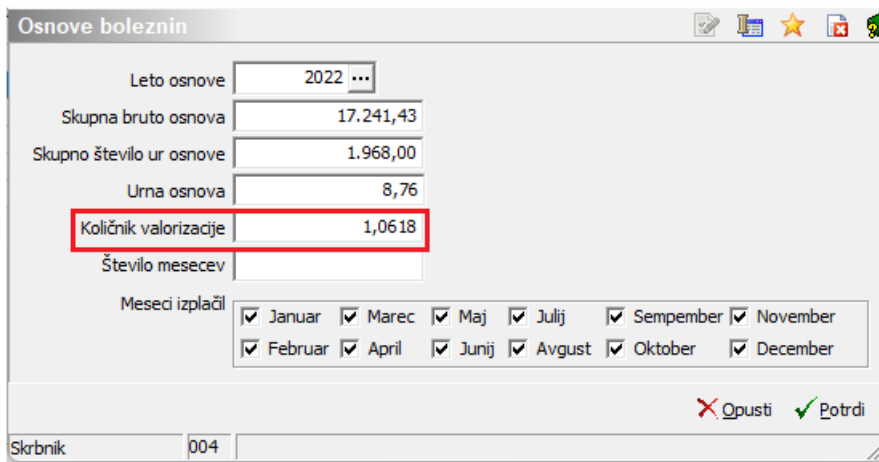 Osnove boleznin
Leto osnove 2022 ...
Skupna bruto osnova 17.241,43
Skupno število ur osnove 1.968,00
Urna osnova 8,76
Količnik valorizacije 1,0618
Število mesecev
Meseci izplačil
Januar Marec Maj Julij Sempember November
Februar April Junij Avgust Oktober December
Opusti Potrdi
Skrbnik 004